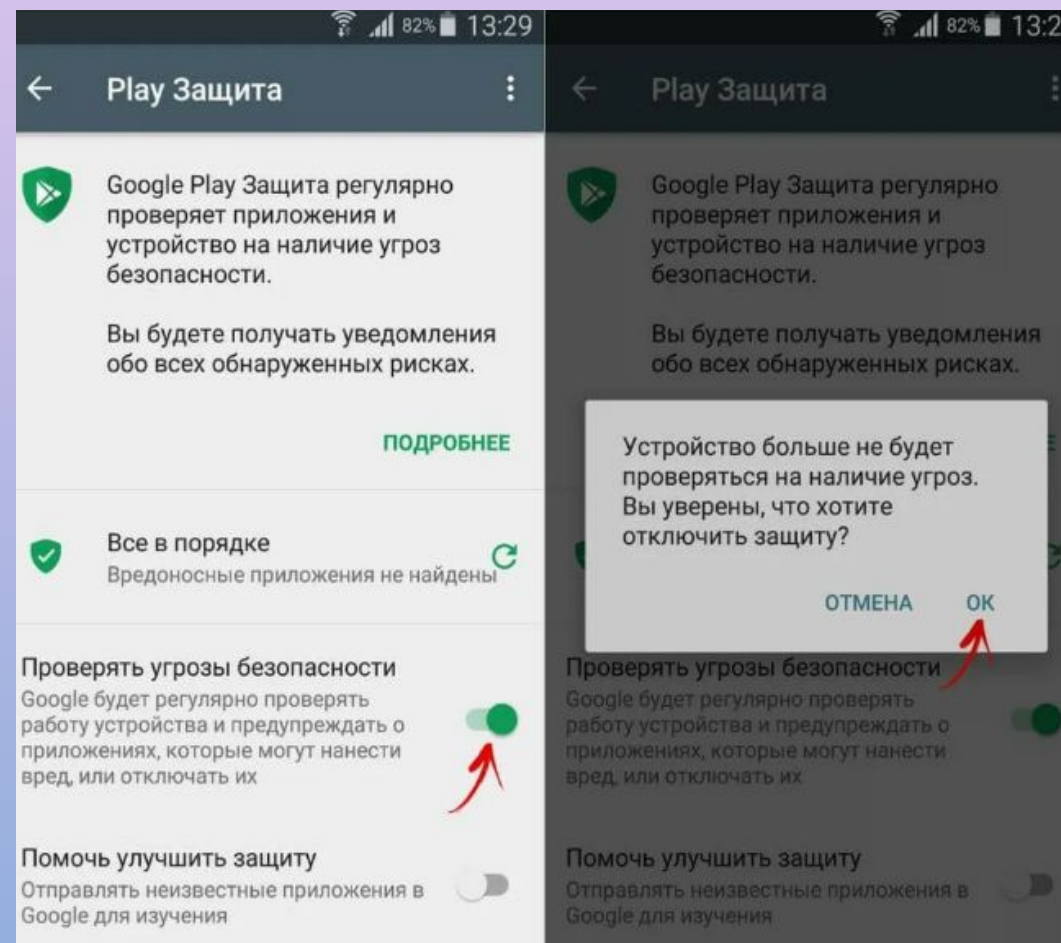 82% 13:29
Play Защита
Google Play Защита регулярно
проверяет приложения и
устройство на наличие угроз
безопасности.
Вы будете получать уведомления
обо всех обнаруженных рисках.
ПОДРОБНЕЕ
Все в порядке
Вредоносные приложения не найдены
Проверять угрозы безопасности
Google будет регулярно проверять
работу устройства и предупреждать о
приложениях, которые могут нанести
вред, или отключать их
Помочь улучшить защиту
Отправлять неизвестные приложения в
Google для изучения
82% 13:2
Play Защита
Google Play Защита регулярно
проверяет приложения и
устройство на наличие угроз
безопасности.
Вы будете получать уведомления
обо всех обнаруженных рисках.
Устройство больше не будет
проверяться на наличие угроз.
Вы уверены, что хотите
отключить защиту?
ОТМЕНА ОК
Проверять угрозы безопасности
Google будет регулярно проверять
работу устройства и предупреждать о
приложениях, которые могут нанести
вред, или отключать их
Помочь улучшить защиту
Отправлять неизвестные приложения в
Google для изучения